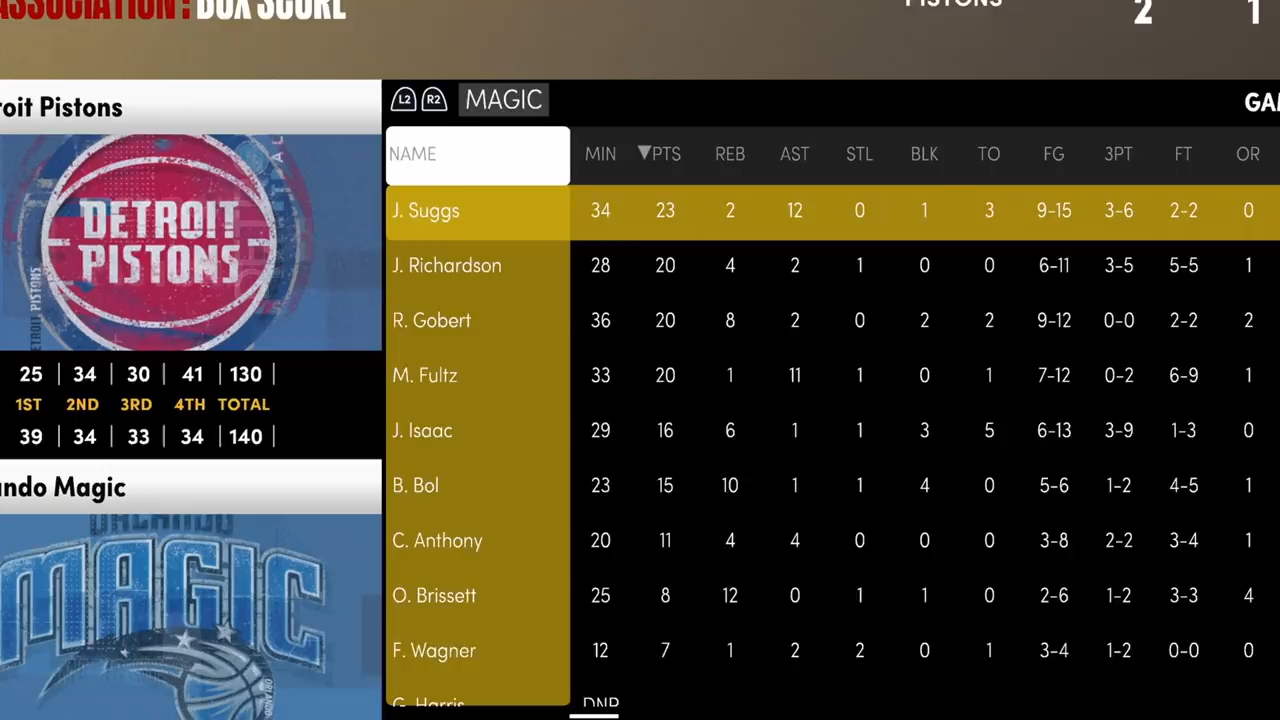 ASSOCIATION: BOX SCORE
PISTONS 2 1
oit Pistons
DETROIT
PISTONS
DETROIT PISTONS
25 | 34 | 30 | 41 | 130 |
1ST 2ND 3RD 4TH TOTAL
39 | 34 | 33 | 34 | 140 |
ndo Magic
ORLANDO
MAGIC
L2 R2 MAGIC GA
NAME MIN ▼PTS REB AST STL BLK TO FG 3PT FT OR
J. Suggs 34 23 2 12 0 1 3 9-15 3-6 2-2 0
J. Richardson 28 20 4 2 1 0 0 6-11 3-5 5-5 1
R. Gobert 36 20 8 2 0 2 2 9-12 0-0 2-2 2
M. Fultz 33 20 1 11 1 0 1 7-12 0-2 6-9 1
J. Isaac 29 16 6 1 1 3 5 6-13 3-9 1-3 0
B. Bol 23 15 10 1 1 4 0 5-6 1-2 4-5 1
C. Anthony 20 11 4 4 0 0 0 3-8 2-2 3-4 1
O. Brissett 25 8 12 0 1 1 0 2-6 1-2 3-3 4
F. Wagner 12 7 1 2 2 0 1 3-4 1-2 0-0 0
G. Harris DNP